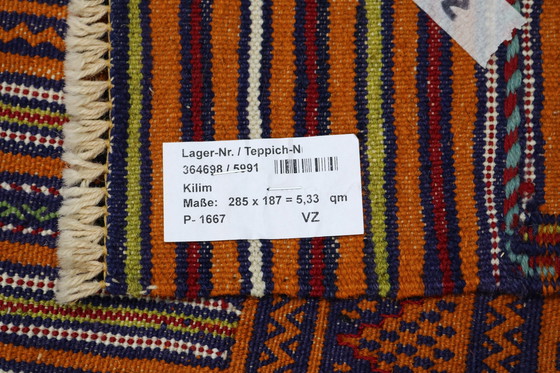 Lager-Nr. / Teppich-N
364698 / 5991
Kilim
Maße: 285 x 187 = 5,33 qm
P- 1667 VZ